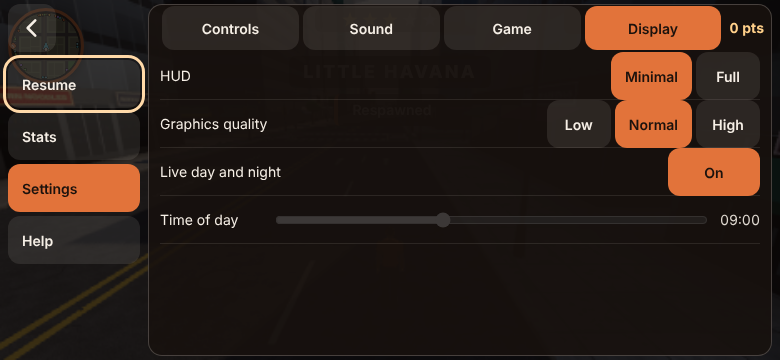 Controls
Sound
Game
Display
0 pts
Resume
Stats
Settings
Help
HUD
Minimal
Full
Graphics quality
Low
Normal
High
Live day and night
On
Time of day
09:00
LITTLE HAVANA
Respawned